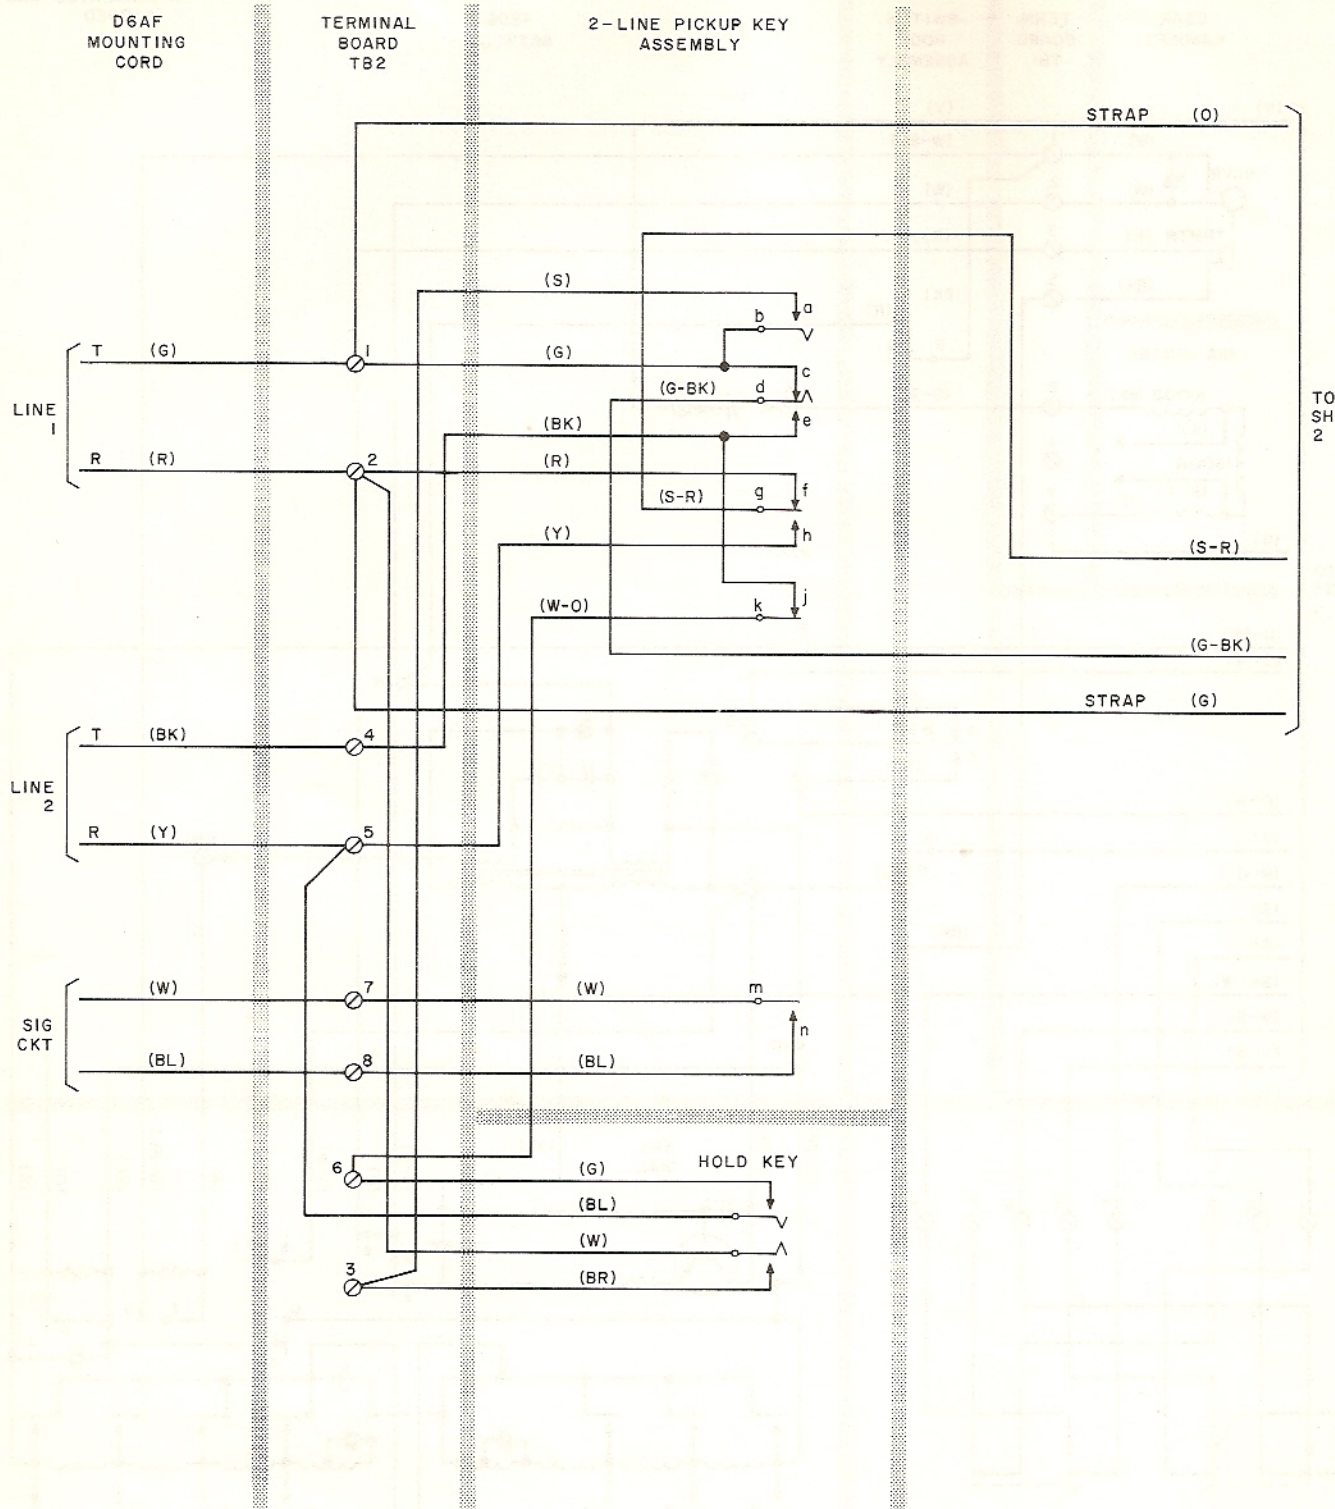 D6AF
MOUNTING
CORD
TERMINAL
BOARD
TB2
2-LINE PICKUP KEY
ASSEMBLY
STRAP (O)
(S)
a
b
T (G)
1
(G)
c
(G-BK)
d
LINE
1
(BK)
e
TO
SH
2
R (R)
2
(R)
f
(S-R)
g
(Y)
h
(S-R)
j
(W-O)
k
(G-BK)
STRAP (G)
T (BK)
4
LINE
2
R (Y)
5
(W)
7
(W)
m
SIG
CKT
n
(BL)
8
(BL)
HOLD KEY
6
(G)
(BL)
(W)
3
(BR)